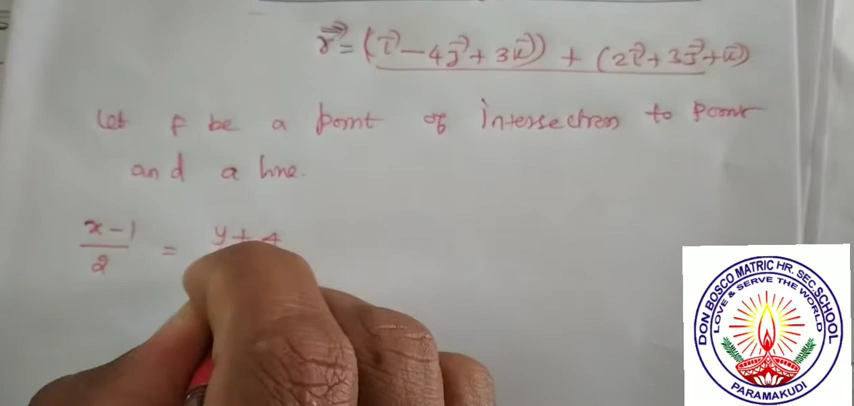 r⃗ = (i⃗ - 4j⃗ + 3k⃗) + (2i⃗ + 3j⃗ + k⃗)
Let F be a point of intersection to point
and a line.
x - 1 / 2 = y + 4
DON BOSCO MATRIC HR. SEC. SCHOOL
LOVE & SERVE THE WORLD
PARAMAKUDI